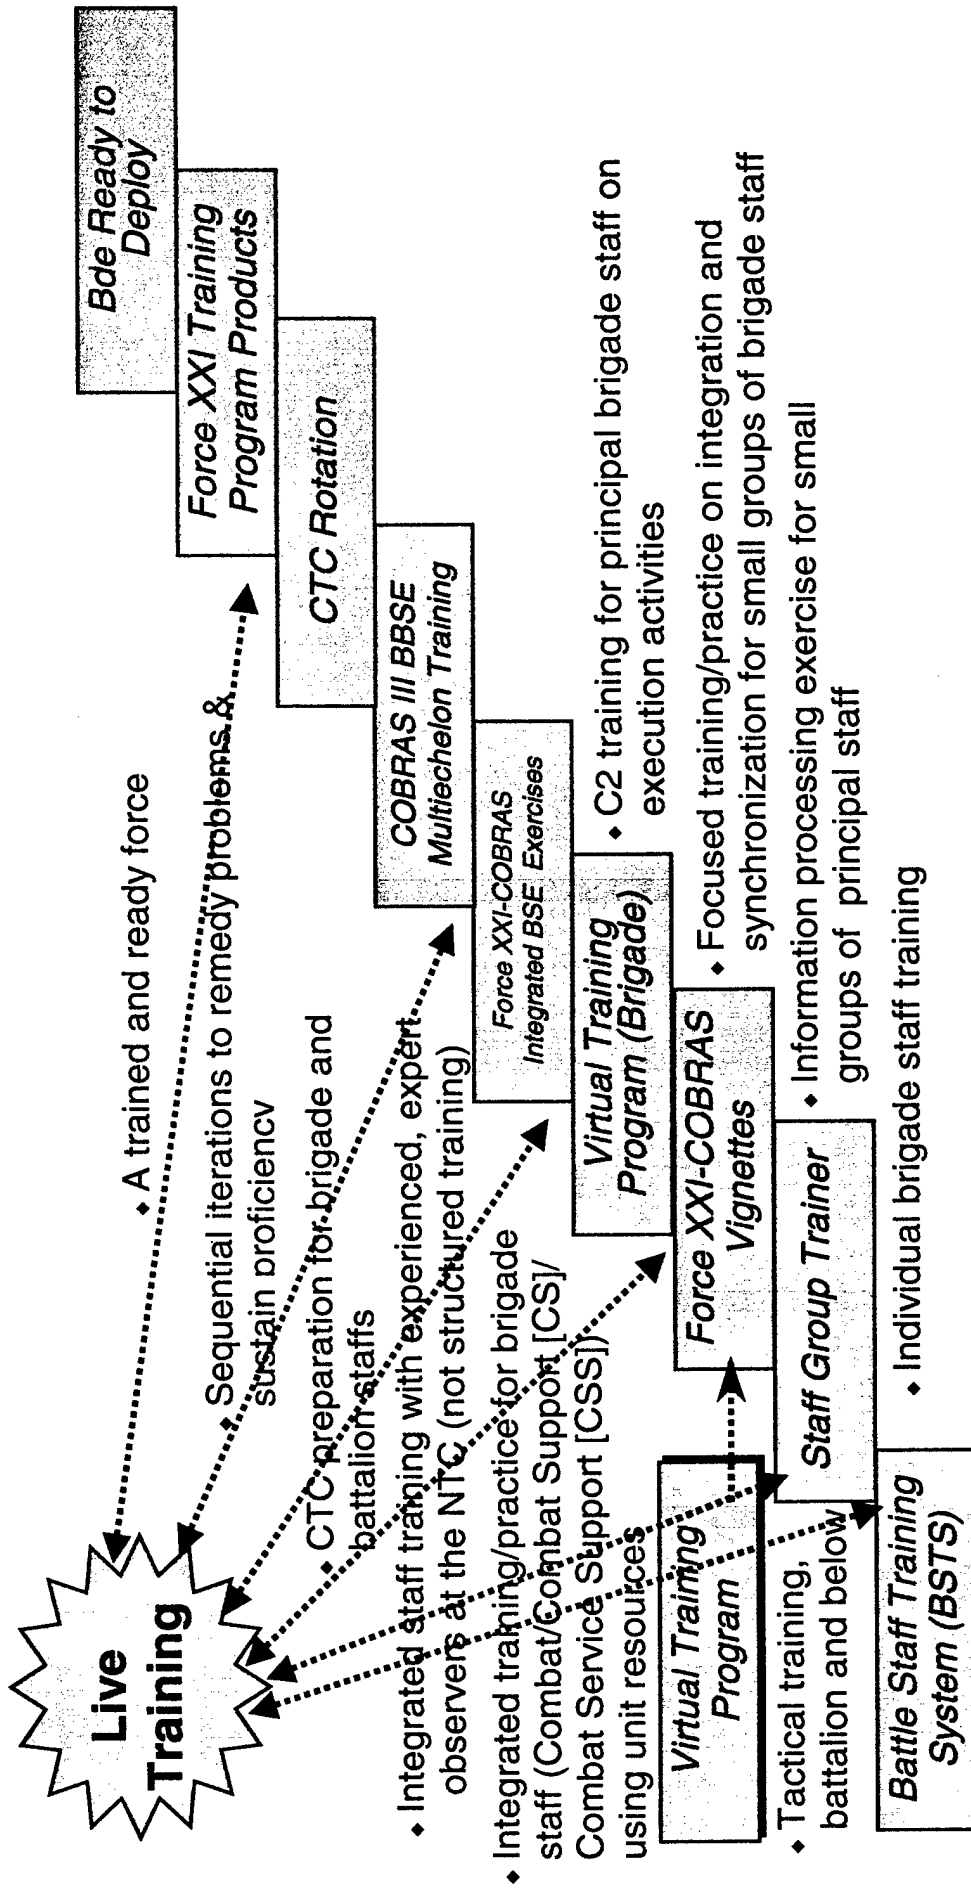 Bde Ready to
Deploy
Force XXI Training
Program Products
CTC Rotation
COBRAS III BBSE
Multiechelon Training
Force XXI-COBRAS
Integrated BSE Exercises
Virtual Training
Program (Brigade)
Force XXI-COBRAS
Vignettes
Staff Group Trainer
Battle Staff Training
System (BSTS)
Live
Training
Virtual Training
Program
♦ A trained and ready force
♦ Sequential iterations to remedy problems &
sustain proficiency
♦ CTC preparation for brigade and
battalion staffs
♦ Integrated staff training with experienced, expert
observers at the NTC (not structured training)
♦ Integrated training/practice for brigade
staff (Combat/Combat Support [CS]/
Combat Service Support [CSS])
using unit resources
♦ Tactical training,
battalion and below
♦ C2 training for principal brigade staff on
execution activities
♦ Focused training/practice on integration and
synchronization for small groups of brigade staff
♦ Information processing exercise for small
groups of principal staff
♦ Individual brigade staff training